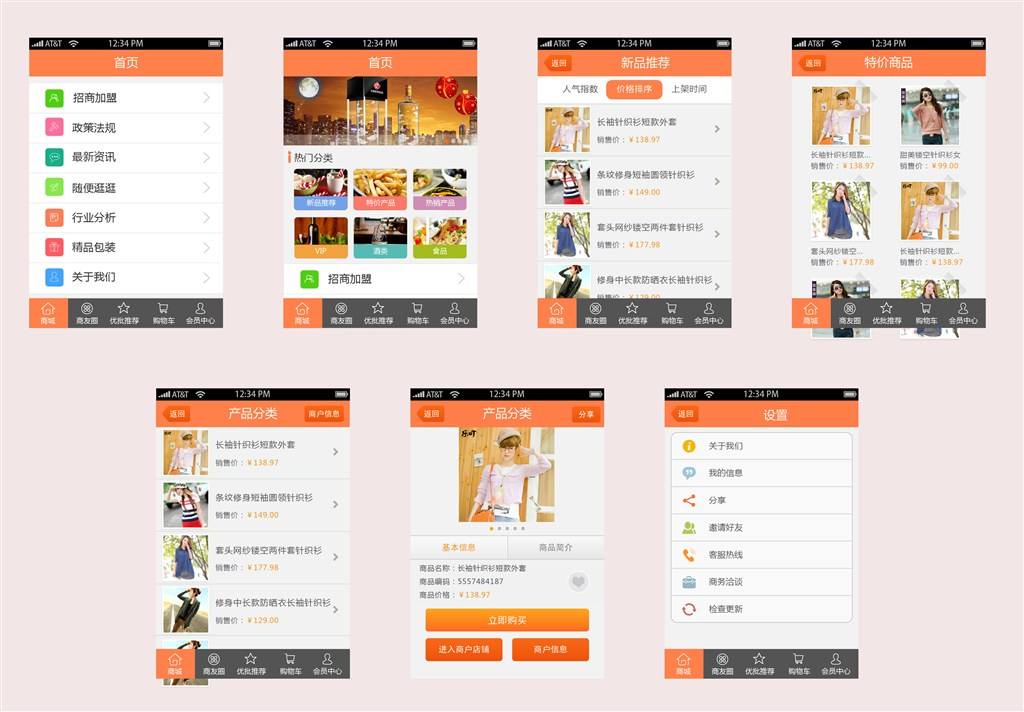 AT&T 12:34 PM
首页
招商加盟
政策法规
最新资讯
随便逛逛
行业分析
精品包装
关于我们
商城 商友圈 优批推荐 购物车 会员中心
AT&T 12:34 PM
首页
热门分类
新品推荐 特价产品 热销产品
VIP 酒类 食品
招商加盟
商城 商友圈 优批推荐 购物车 会员中心
AT&T 12:34 PM
返回 新品推荐
人气指数 价格排序 上架时间
长袖针织衫短款外套
销售价：￥138.97
条纹修身短袖圆领针织衫
销售价：￥149.00
套头网纱镂空两件套针织衫
销售价：￥177.98
修身中长款防晒衣长袖针织衫
销售价：￥129.00
商城 商友圈 优批推荐 购物车 会员中心
AT&T 12:34 PM
返回 特价商品
长袖针织衫短款... 甜美镂空针织衫女
销售价：￥138.97 销售价：￥99.00
套头网纱镂空... 长袖针织衫短款...
销售价：￥177.98 销售价：￥138.97
商城 商友圈 优批推荐 购物车 会员中心
AT&T 12:34 PM
返回 产品分类 商户信息
长袖针织衫短款外套
销售价：￥138.97
条纹修身短袖圆领针织衫
销售价：￥149.00
套头网纱镂空两件套针织衫
销售价：￥177.98
修身中长款防晒衣长袖针织衫
销售价：￥129.00
商城 商友圈 优批推荐 购物车 会员中心
AT&T 12:34 PM
返回 产品分类 分享
基本信息 商品简介
商品名称：长袖针织衫短款外套
商品编码：5557484187
商品价格：￥138.97
立即购买
进入商户店铺 商户信息
AT&T 12:34 PM
返回 设置
关于我们
我的信息
分享
邀请好友
客服热线
商务洽谈
检查更新
商城 商友圈 优批推荐 购物车 会员中心